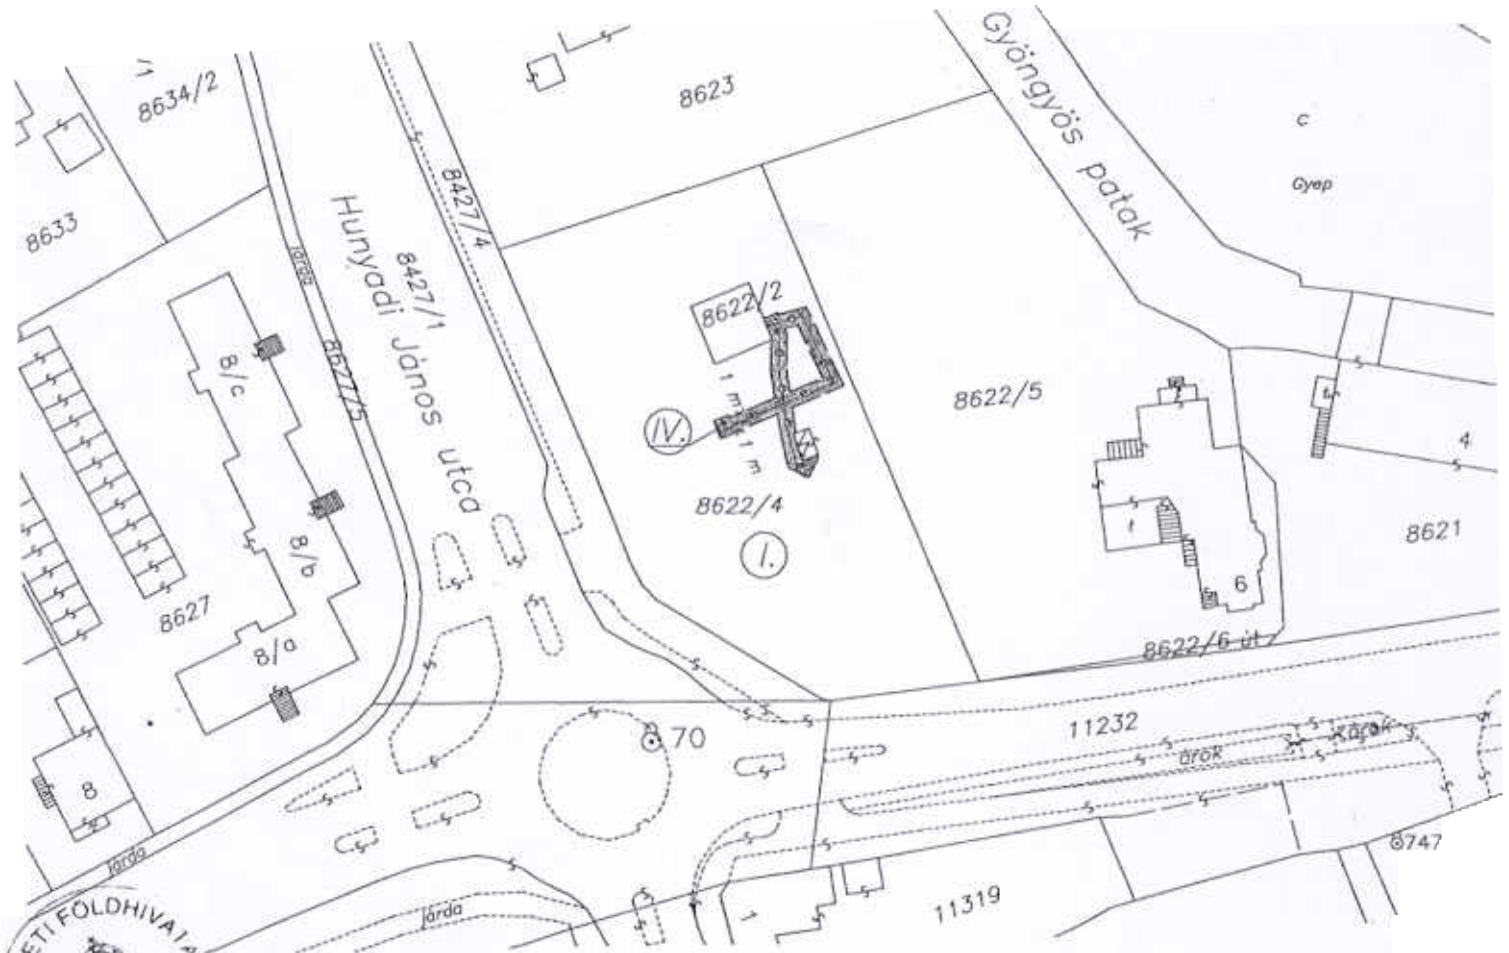 8634/2
8633
8623
Gyöngyös patak
c
Gyep
8427/4
járda
Hunyadi János utca
8427/1
8627/5
8622/2
1 m
1 m
IV.
8622/4
I.
8622/5
t
t
6
4
8621
8622/6 út
8/c
8/b
8/a
8627
8
járda
járda
70
11232
árok
árok
8747
11319
1
ETI FÖLDHIVATA